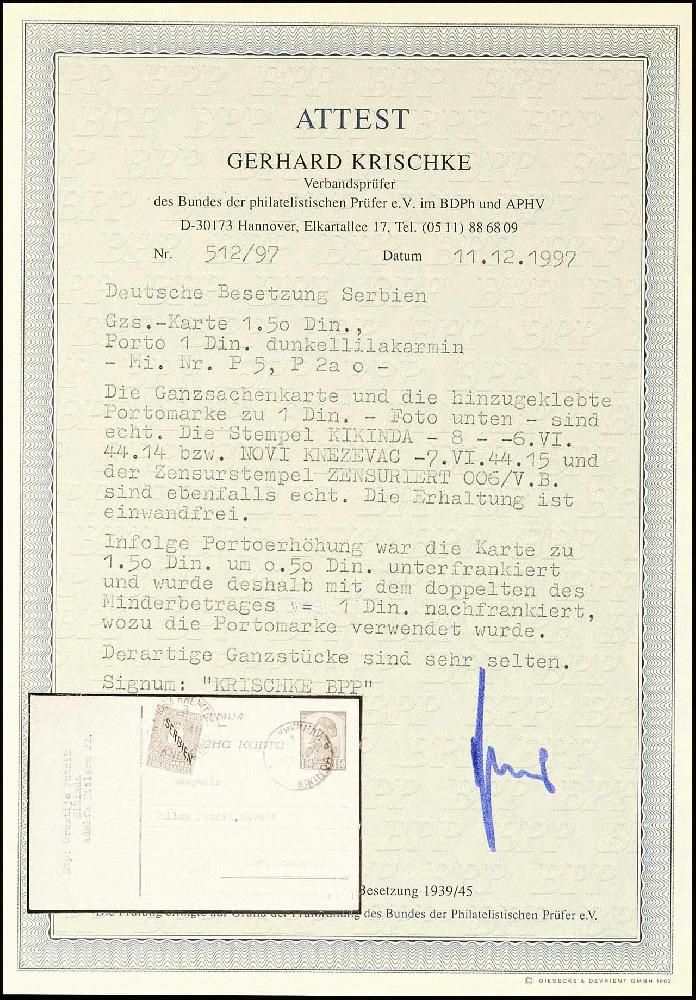 ATTEST
GERHARD KRISCHKE
Verbandsprüfer
des Bundes der philatelistischen Prüfer e.V. im BDPh und APHV
D-30173 Hannover, Elkartallee 17, Tel. (05 11) 88 68 09
Nr. 512/97 Datum 11.12.1997
Deutsche Besetzung Serbien
Gzs.-Karte 1.50 Din.,
Porto 1 Din. dunkellilakarmin
- Mi. Nr. P 5, P 2a o -
Die Ganzsachenkarte und die hinzugeklebte
Portomarke zu 1 Din. - Foto unten - sind
echt. Die Stempel KIKINDA - 8 - -6.VI.
44.14 bzw. NOVI KNEZEVAC -7.VI.44.15 und
der Zensurstempel ZENSURIERT 006/V.B.
sind ebenfalls echt. Die Erhaltung ist
einwandfrei.
Infolge Portoerhöhung war die Karte zu
1.50 Din. um 0.50 Din. unterfrankiert
und wurde deshalb mit dem doppelten des
Minderbetrages = 1 Din. nachfrankiert,
wozu die Portomarke verwendet wurde.
Derartige Ganzstücke sind sehr selten.
Signum: "KRISCHKE BPP"
SERBIEN
Besetzung 1939/45
Die Prüfung erfolgte auf Grund der Prüfordnung des Bundes der Philatelistischen Prüfer e.V.
© GIESECKE & DEVRIENT GMBH